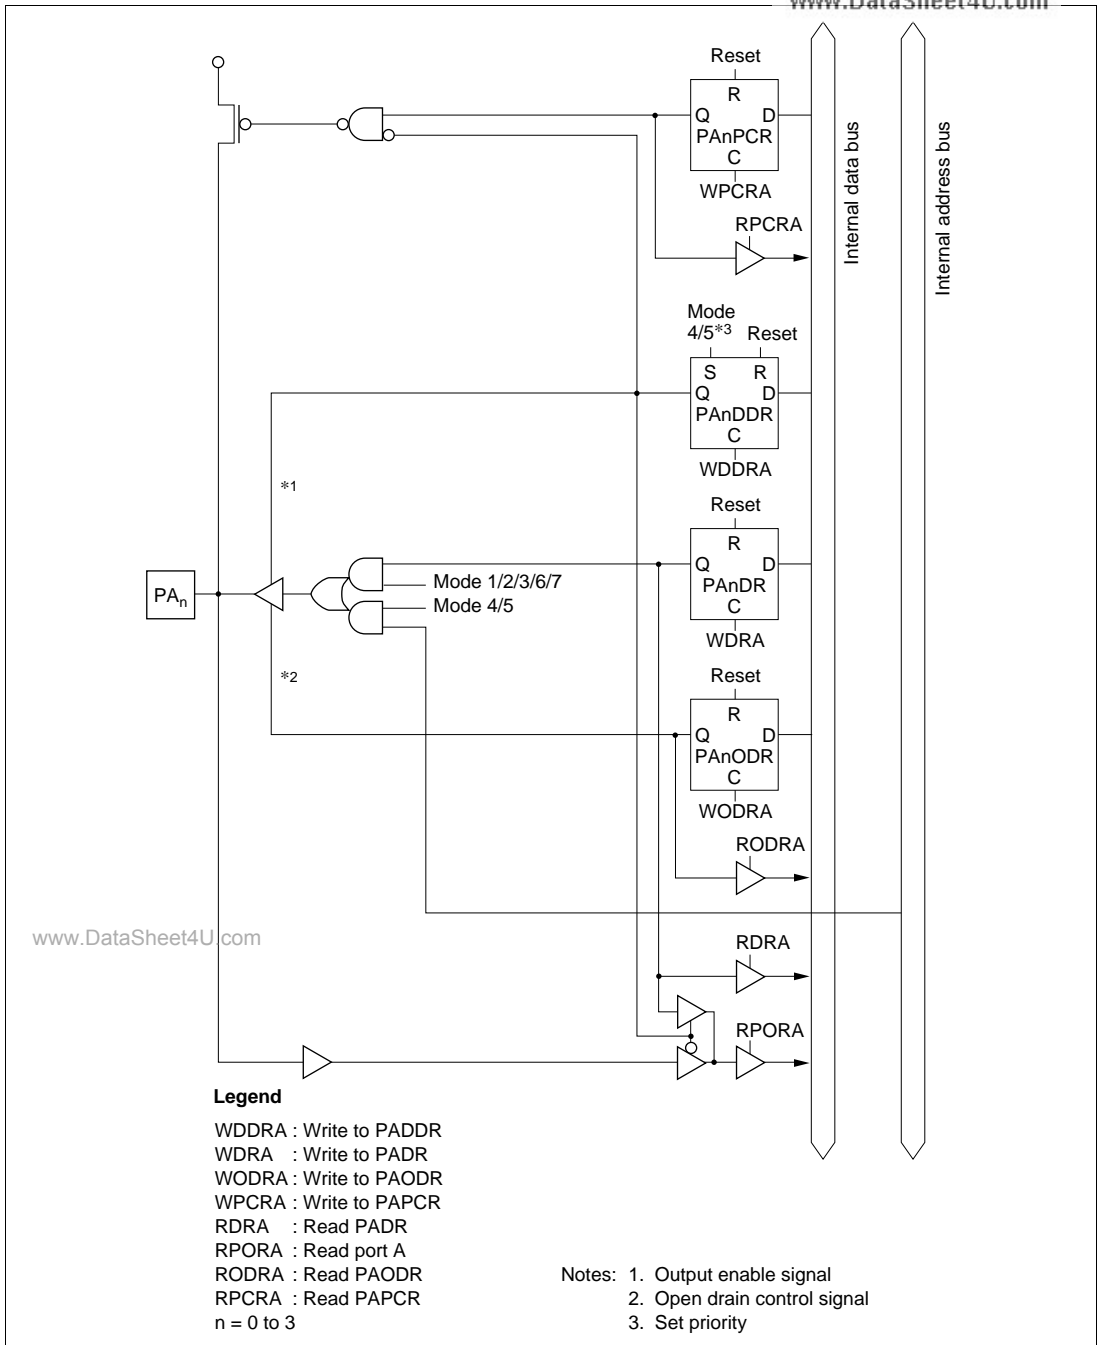 www.DataSheet4U.com
Reset
R
Q D
PAnPCR
C
WPCRA
RPCRA
Internal data bus
Internal address bus
Mode
4/5*3 Reset
S R
Q D
PAnDDR
C
WDDRA
*1
Reset
R
Q D
PAnDR
C
WDRA
Mode 1/2/3/6/7
Mode 4/5
PAn
*2
Reset
R
Q D
PAnODR
C
WODRA
RODRA
www.DataSheet4U.com
RDRA
RPORA
Legend
WDDRA : Write to PADDR
WDRA : Write to PADR
WODRA : Write to PAODR
WPCRA : Write to PAPCR
RDRA : Read PADR
RPORA : Read port A
RODRA : Read PAODR
RPCRA : Read PAPCR
n = 0 to 3
Notes: 1. Output enable signal
2. Open drain control signal
3. Set priority